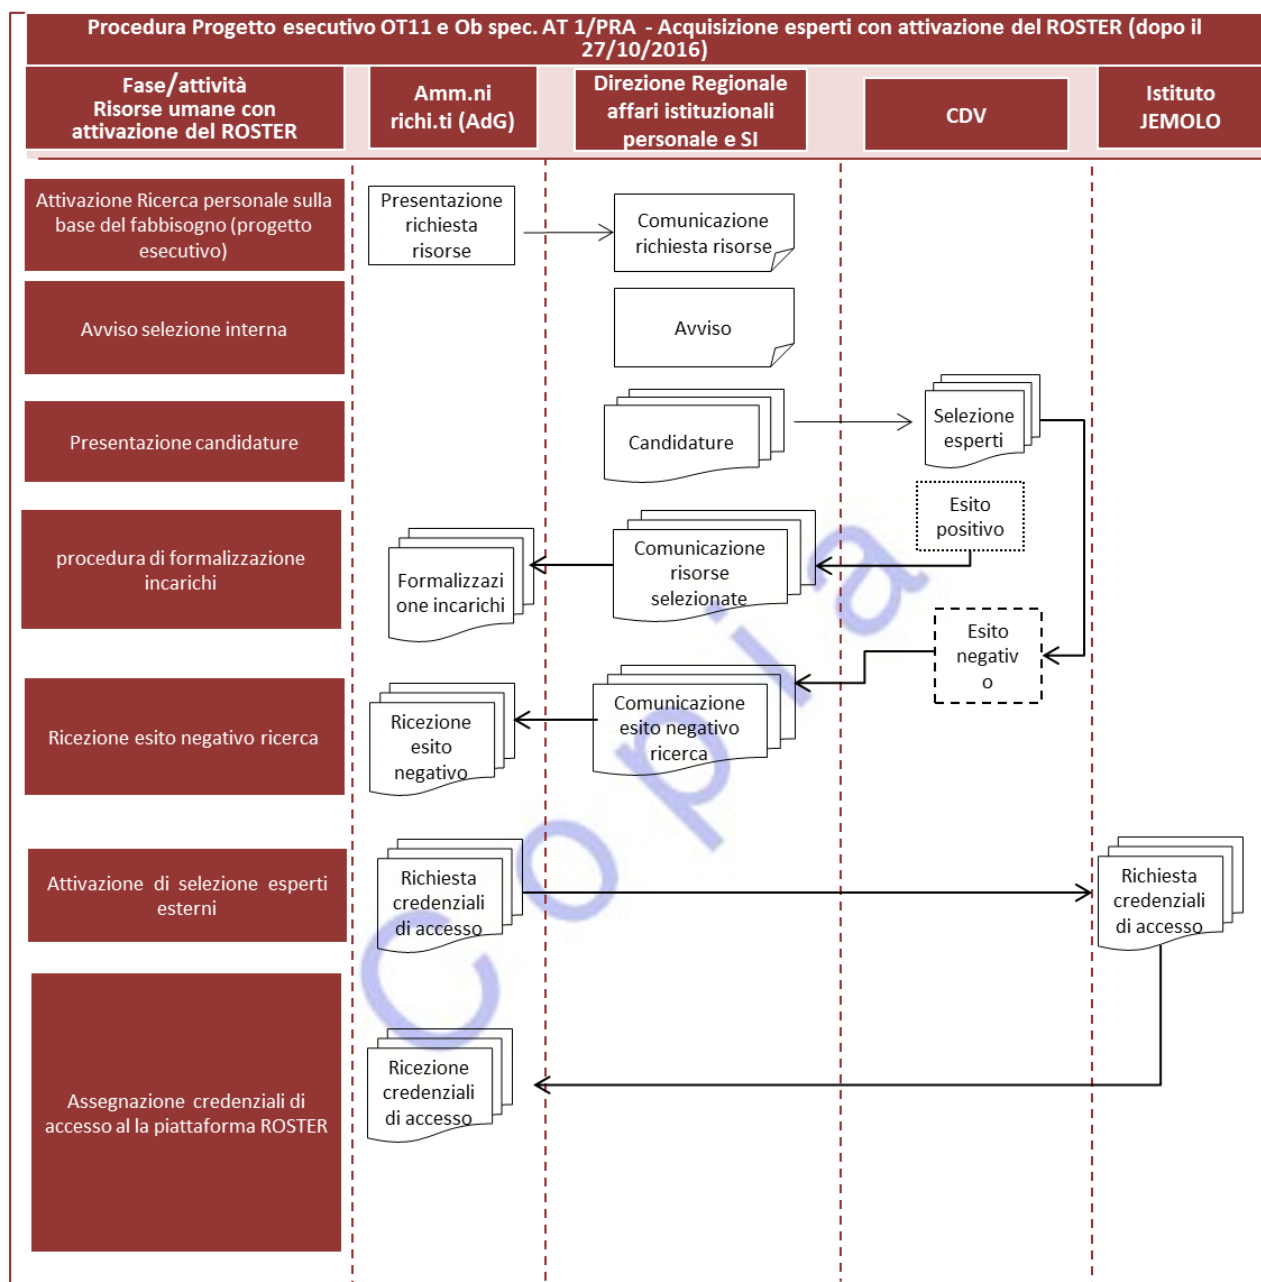 Procedura Progetto esecutivo OT11 e Ob spec. AT 1/PRA - Acquisizione esperti con attivazione del ROSTER (dopo il
27/10/2016)
Fase/attività
Risorse umane con
attivazione del ROSTER
Amm.ni
richi.ti (AdG)
Direzione Regionale
affari istituzionali
personale e SI
CDV
Istituto
JEMOLO
Attivazione Ricerca personale sulla
base del fabbisogno (progetto
esecutivo)
Presentazione
richiesta
risorse
Comunicazione
richiesta risorse
Avviso selezione interna
Avviso
Presentazione candidature
Candidature
Selezione
esperti
Esito
positivo
procedura di formalizzazione
incarichi
Formalizzazi
one incarichi
Comunicazione
risorse
selezionate
Esito
negativ
o
Ricezione esito negativo ricerca
Ricezione
esito
negativo
Comunicazione
esito negativo
ricerca
Attivazione di selezione esperti
esterni
Richiesta
credenziali
di accesso
Richiesta
credenziali
di accesso
Assegnazione credenziali di
accesso al la piattaforma ROSTER
Ricezione
credenziali
di accesso
Copia